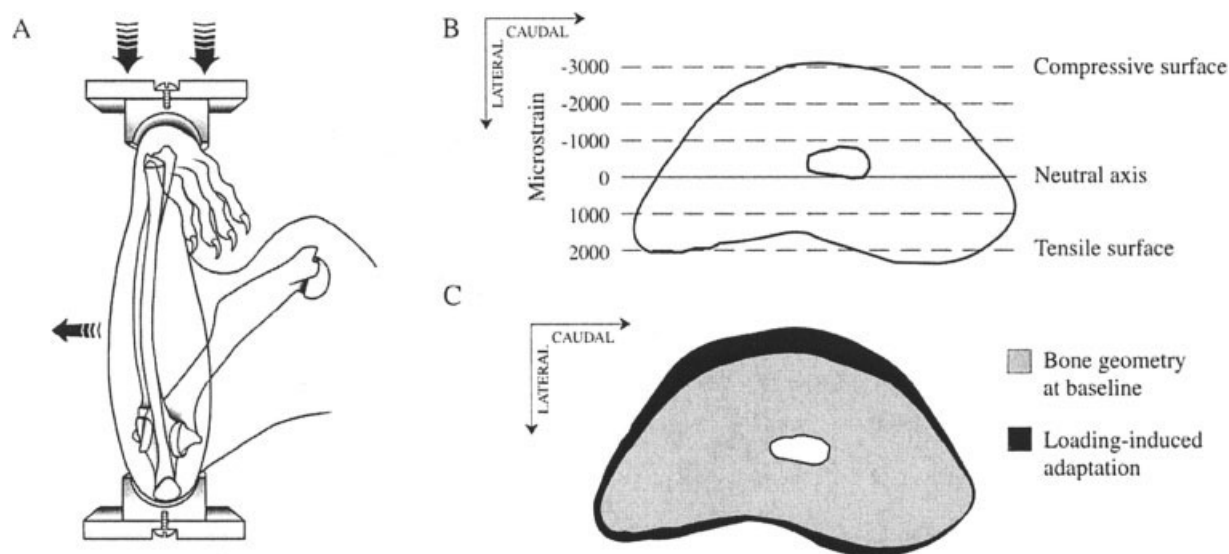 A
B
CAUDAL
LATERAL
Microstrain
-3000
-2000
-1000
0
1000
2000
Compressive surface
Neutral axis
Tensile surface
C
CAUDAL
LATERAL
Bone geometry
at baseline
Loading-induced
adaptation